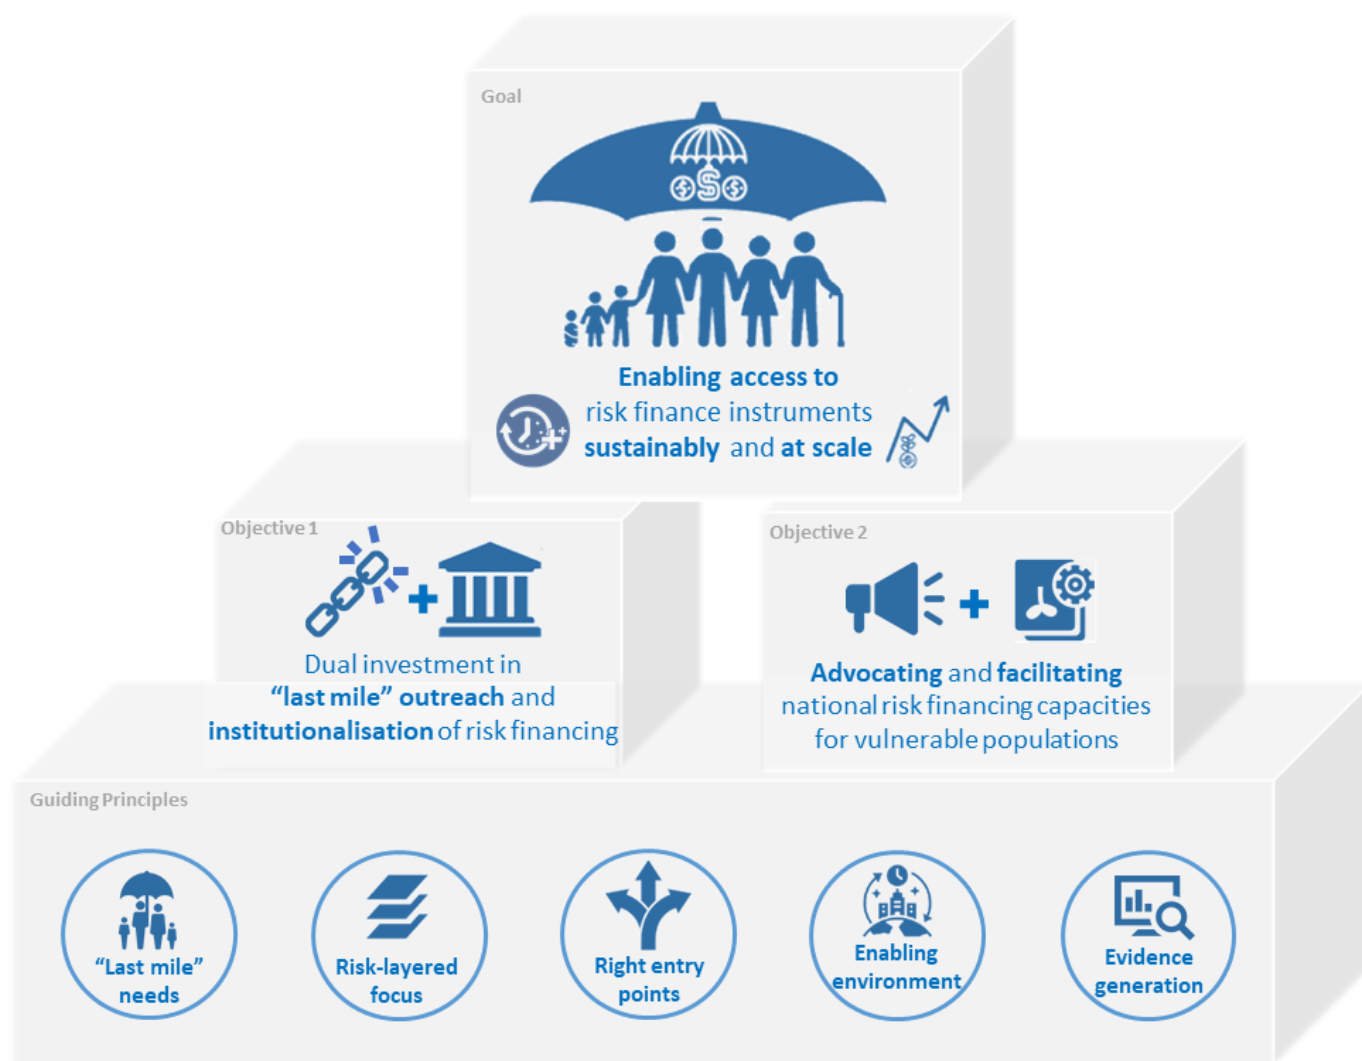 Goal
Enabling access to
risk finance instruments
sustainably and at scale
Objective 1
Dual investment in
“last mile” outreach and
institutionalisation of risk financing
Objective 2
Advocating and facilitating
national risk financing capacities
for vulnerable populations
Guiding Principles
“Last mile”
needs
Risk-layered
focus
Right entry
points
Enabling
environment
Evidence
generation